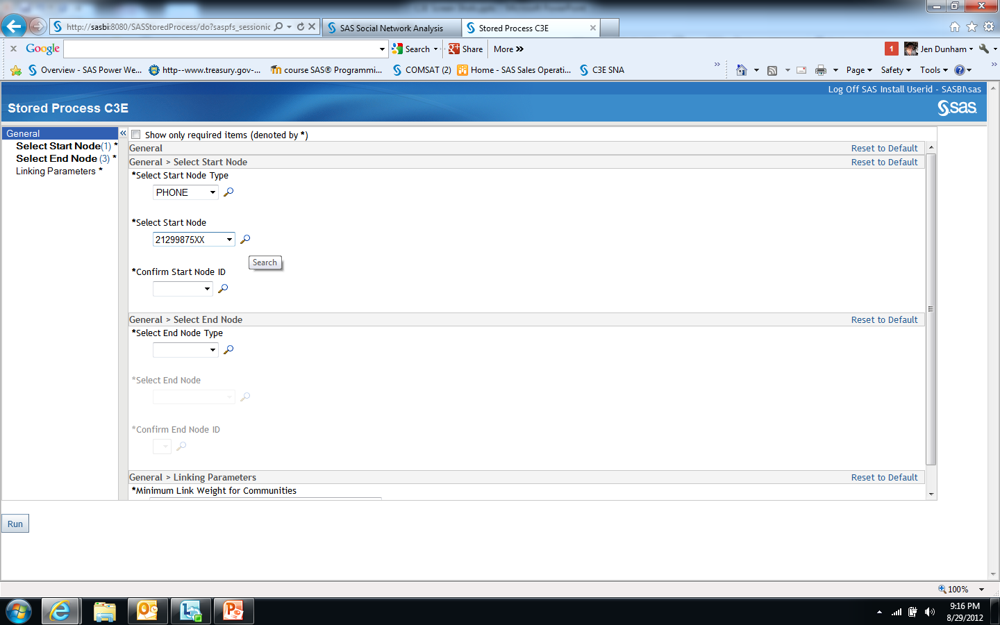 http://sasbi:8080/SASStoredProcess/do?saspfs_sessionic
SAS Social Network Analysis
Stored Process C3E
x Google
Search
Share
More »
1
Jen Dunham
Overview - SAS Power We...
http--www.treasury.gov-...
course SAS® Programmi...
COMSAT (2)
Home - SAS Sales Operati...
C3E SNA
Page
Safety
Tools
Log Off SAS Install Userid - SASBI\sas
Stored Process C3E
sas
General
Select Start Node(1) *
Select End Node (3) *
Linking Parameters *
«
Show only required items (denoted by *)
General
Reset to Default
General > Select Start Node
Reset to Default
*Select Start Node Type
PHONE
*Select Start Node
21299875XX
Search
*Confirm Start Node ID
General > Select End Node
Reset to Default
*Select End Node Type
*Select End Node
*Confirm End Node ID
General > Linking Parameters
Reset to Default
*Minimum Link Weight for Communities
Run
100%
9:16 PM
8/29/2012